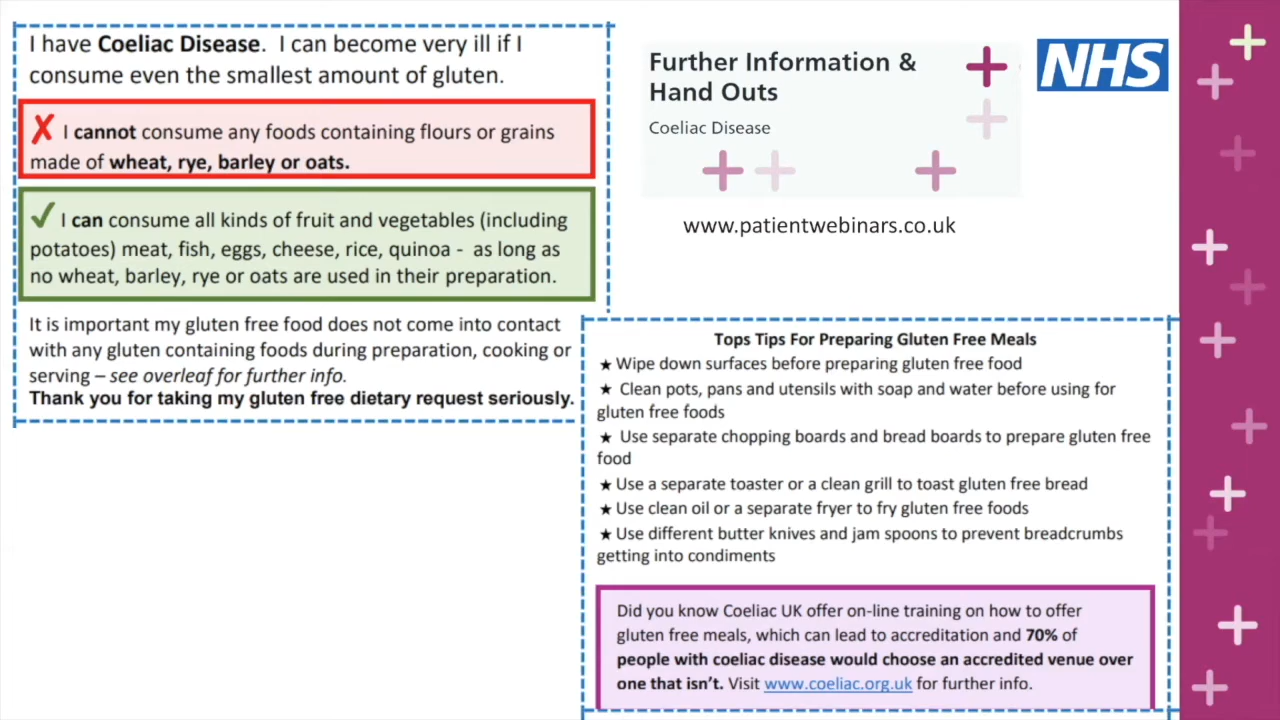 I have Coeliac Disease. I can become very ill if I
consume even the smallest amount of gluten.
✗ I cannot consume any foods containing flours or grains
made of wheat, rye, barley or oats.
✓ I can consume all kinds of fruit and vegetables (including
potatoes) meat, fish, eggs, cheese, rice, quinoa - as long as
no wheat, barley, rye or oats are used in their preparation.
It is important my gluten free food does not come into contact
with any gluten containing foods during preparation, cooking or
serving – see overleaf for further info.
Thank you for taking my gluten free dietary request seriously.
Further Information &
Hand Outs
Coeliac Disease
NHS
www.patientwebinars.co.uk
Tops Tips For Preparing Gluten Free Meals
★ Wipe down surfaces before preparing gluten free food
★ Clean pots, pans and utensils with soap and water before using for
gluten free foods
★ Use separate chopping boards and bread boards to prepare gluten free
food
★ Use a separate toaster or a clean grill to toast gluten free bread
★ Use clean oil or a separate fryer to fry gluten free foods
★ Use different butter knives and jam spoons to prevent breadcrumbs
getting into condiments
Did you know Coeliac UK offer on-line training on how to offer
gluten free meals, which can lead to accreditation and 70% of
people with coeliac disease would choose an accredited venue over
one that isn't. Visit www.coeliac.org.uk for further info.